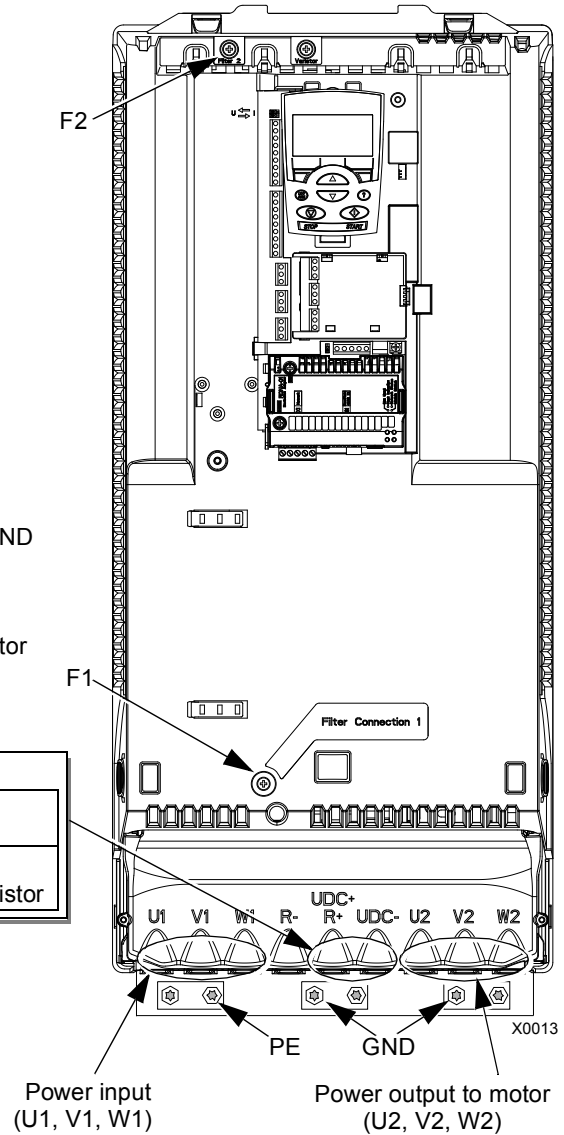 Filter 2
Varistor
F2
U
I
STOP
START
ND
tor
F1
Filter Connection 1
istor
UDC+
U1 V1 W1 R- R+ UDC- U2 V2 W2
X0013
PE
GND
Power input
(U1, V1, W1)
Power output to motor
(U2, V2, W2)